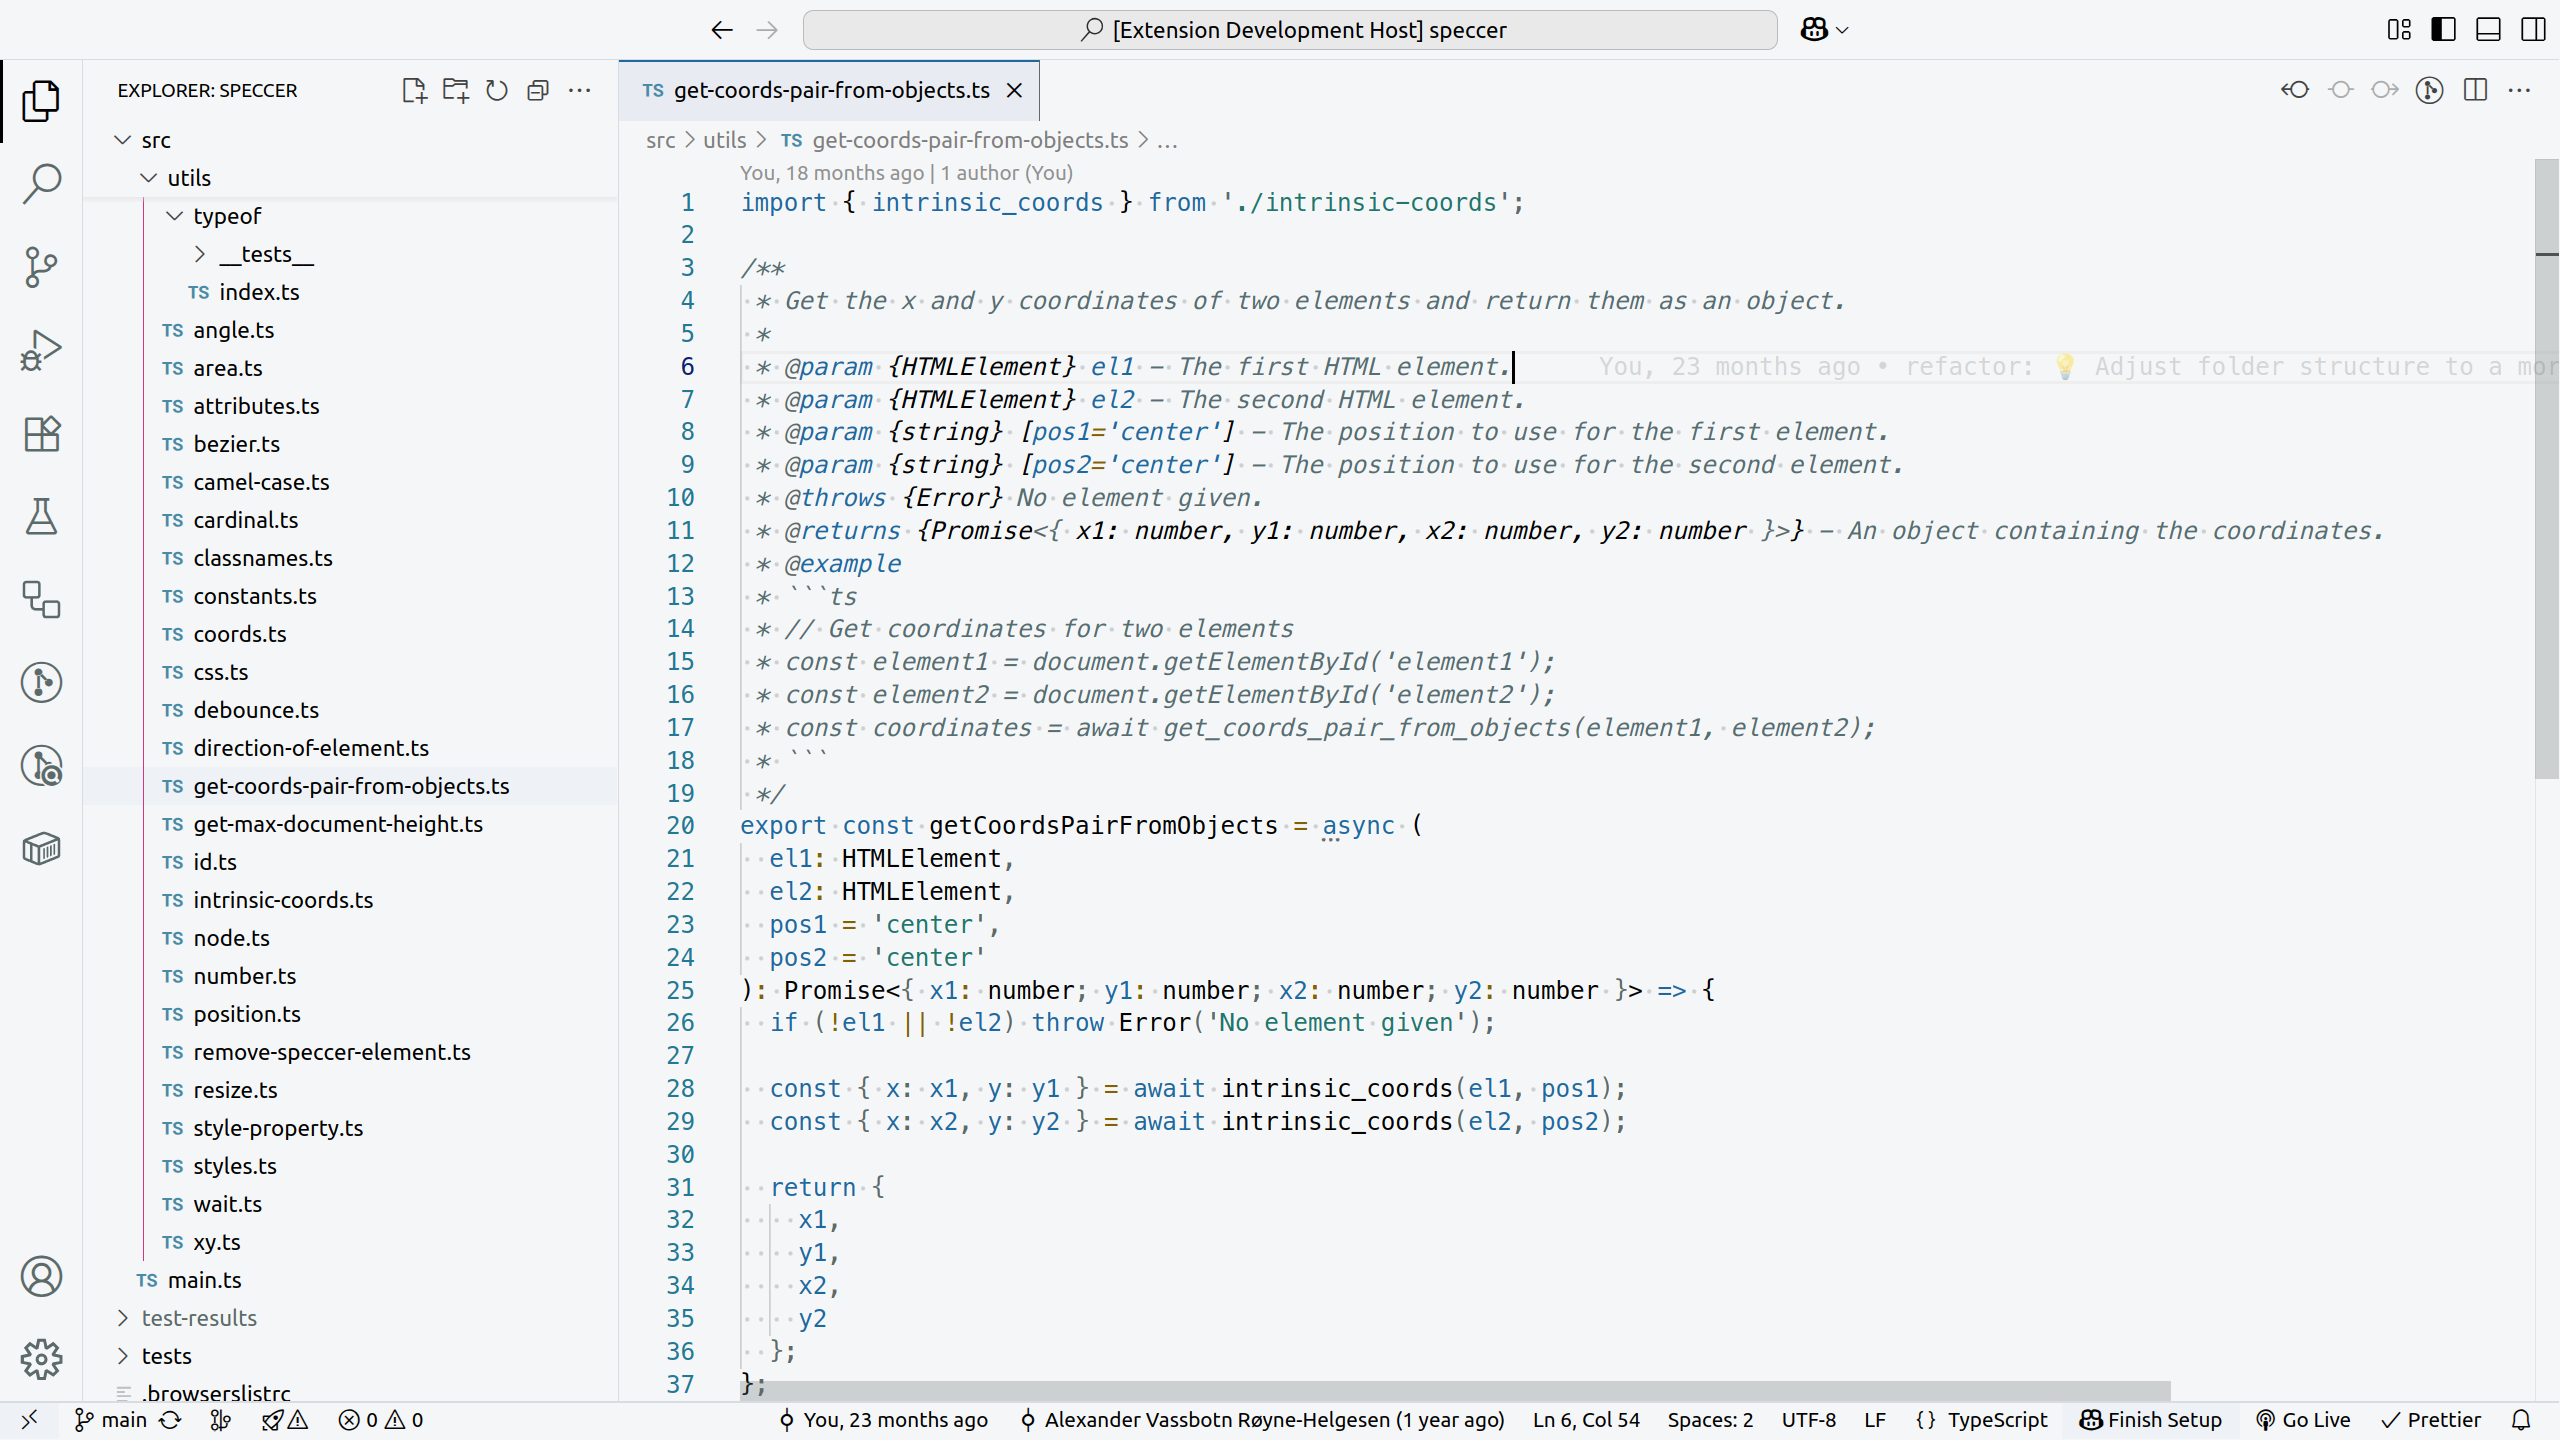 [Extension Development Host] speccer
EXPLORER: SPECCER
src
utils
typeof
__tests__
TS index.ts
TS angle.ts
TS area.ts
TS attributes.ts
TS bezier.ts
TS camel-case.ts
TS cardinal.ts
TS classnames.ts
TS constants.ts
TS coords.ts
TS css.ts
TS debounce.ts
TS direction-of-element.ts
TS get-coords-pair-from-objects.ts
TS get-max-document-height.ts
TS id.ts
TS intrinsic-coords.ts
TS node.ts
TS number.ts
TS position.ts
TS remove-speccer-element.ts
TS resize.ts
TS style-property.ts
TS styles.ts
TS wait.ts
TS xy.ts
TS main.ts
test-results
tests
.browserslistrc
TS get-coords-pair-from-objects.ts
src > utils > TS get-coords-pair-from-objects.ts > ...
You, 18 months ago | 1 author (You)
1 import { intrinsic_coords } from './intrinsic-coords';
2
3 /**
4 * Get the x and y coordinates of two elements and return them as an object.
5 *
6 * @param {HTMLElement} el1 - The first HTML element. You, 23 months ago • refactor: 💡 Adjust folder structure to a mor
7 * @param {HTMLElement} el2 - The second HTML element.
8 * @param {string} [pos1='center'] - The position to use for the first element.
9 * @param {string} [pos2='center'] - The position to use for the second element.
10 * @throws {Error} No element given.
11 * @returns {Promise<{ x1: number, y1: number, x2: number, y2: number }>} - An object containing the coordinates.
12 * @example
13 * ```ts
14 * // Get coordinates for two elements
15 * const element1 = document.getElementById('element1');
16 * const element2 = document.getElementById('element2');
17 * const coordinates = await get_coords_pair_from_objects(element1, element2);
18 * ```
19 */
20 export const getCoordsPairFromObjects = async (
21 el1: HTMLElement,
22 el2: HTMLElement,
23 pos1 = 'center',
24 pos2 = 'center'
25 ): Promise<{ x1: number; y1: number; x2: number; y2: number }> => {
26 if (!el1 || !el2) throw Error('No element given');
27
28 const { x: x1, y: y1 } = await intrinsic_coords(el1, pos1);
29 const { x: x2, y: y2 } = await intrinsic_coords(el2, pos2);
30
31 return {
32 x1,
33 y1,
34 x2,
35 y2
36 };
37 };
main 0 0 You, 23 months ago Alexander Vassbotn Røyne-Helgesen (1 year ago) Ln 6, Col 54 Spaces: 2 UTF-8 LF {} TypeScript Finish Setup Go Live Prettier